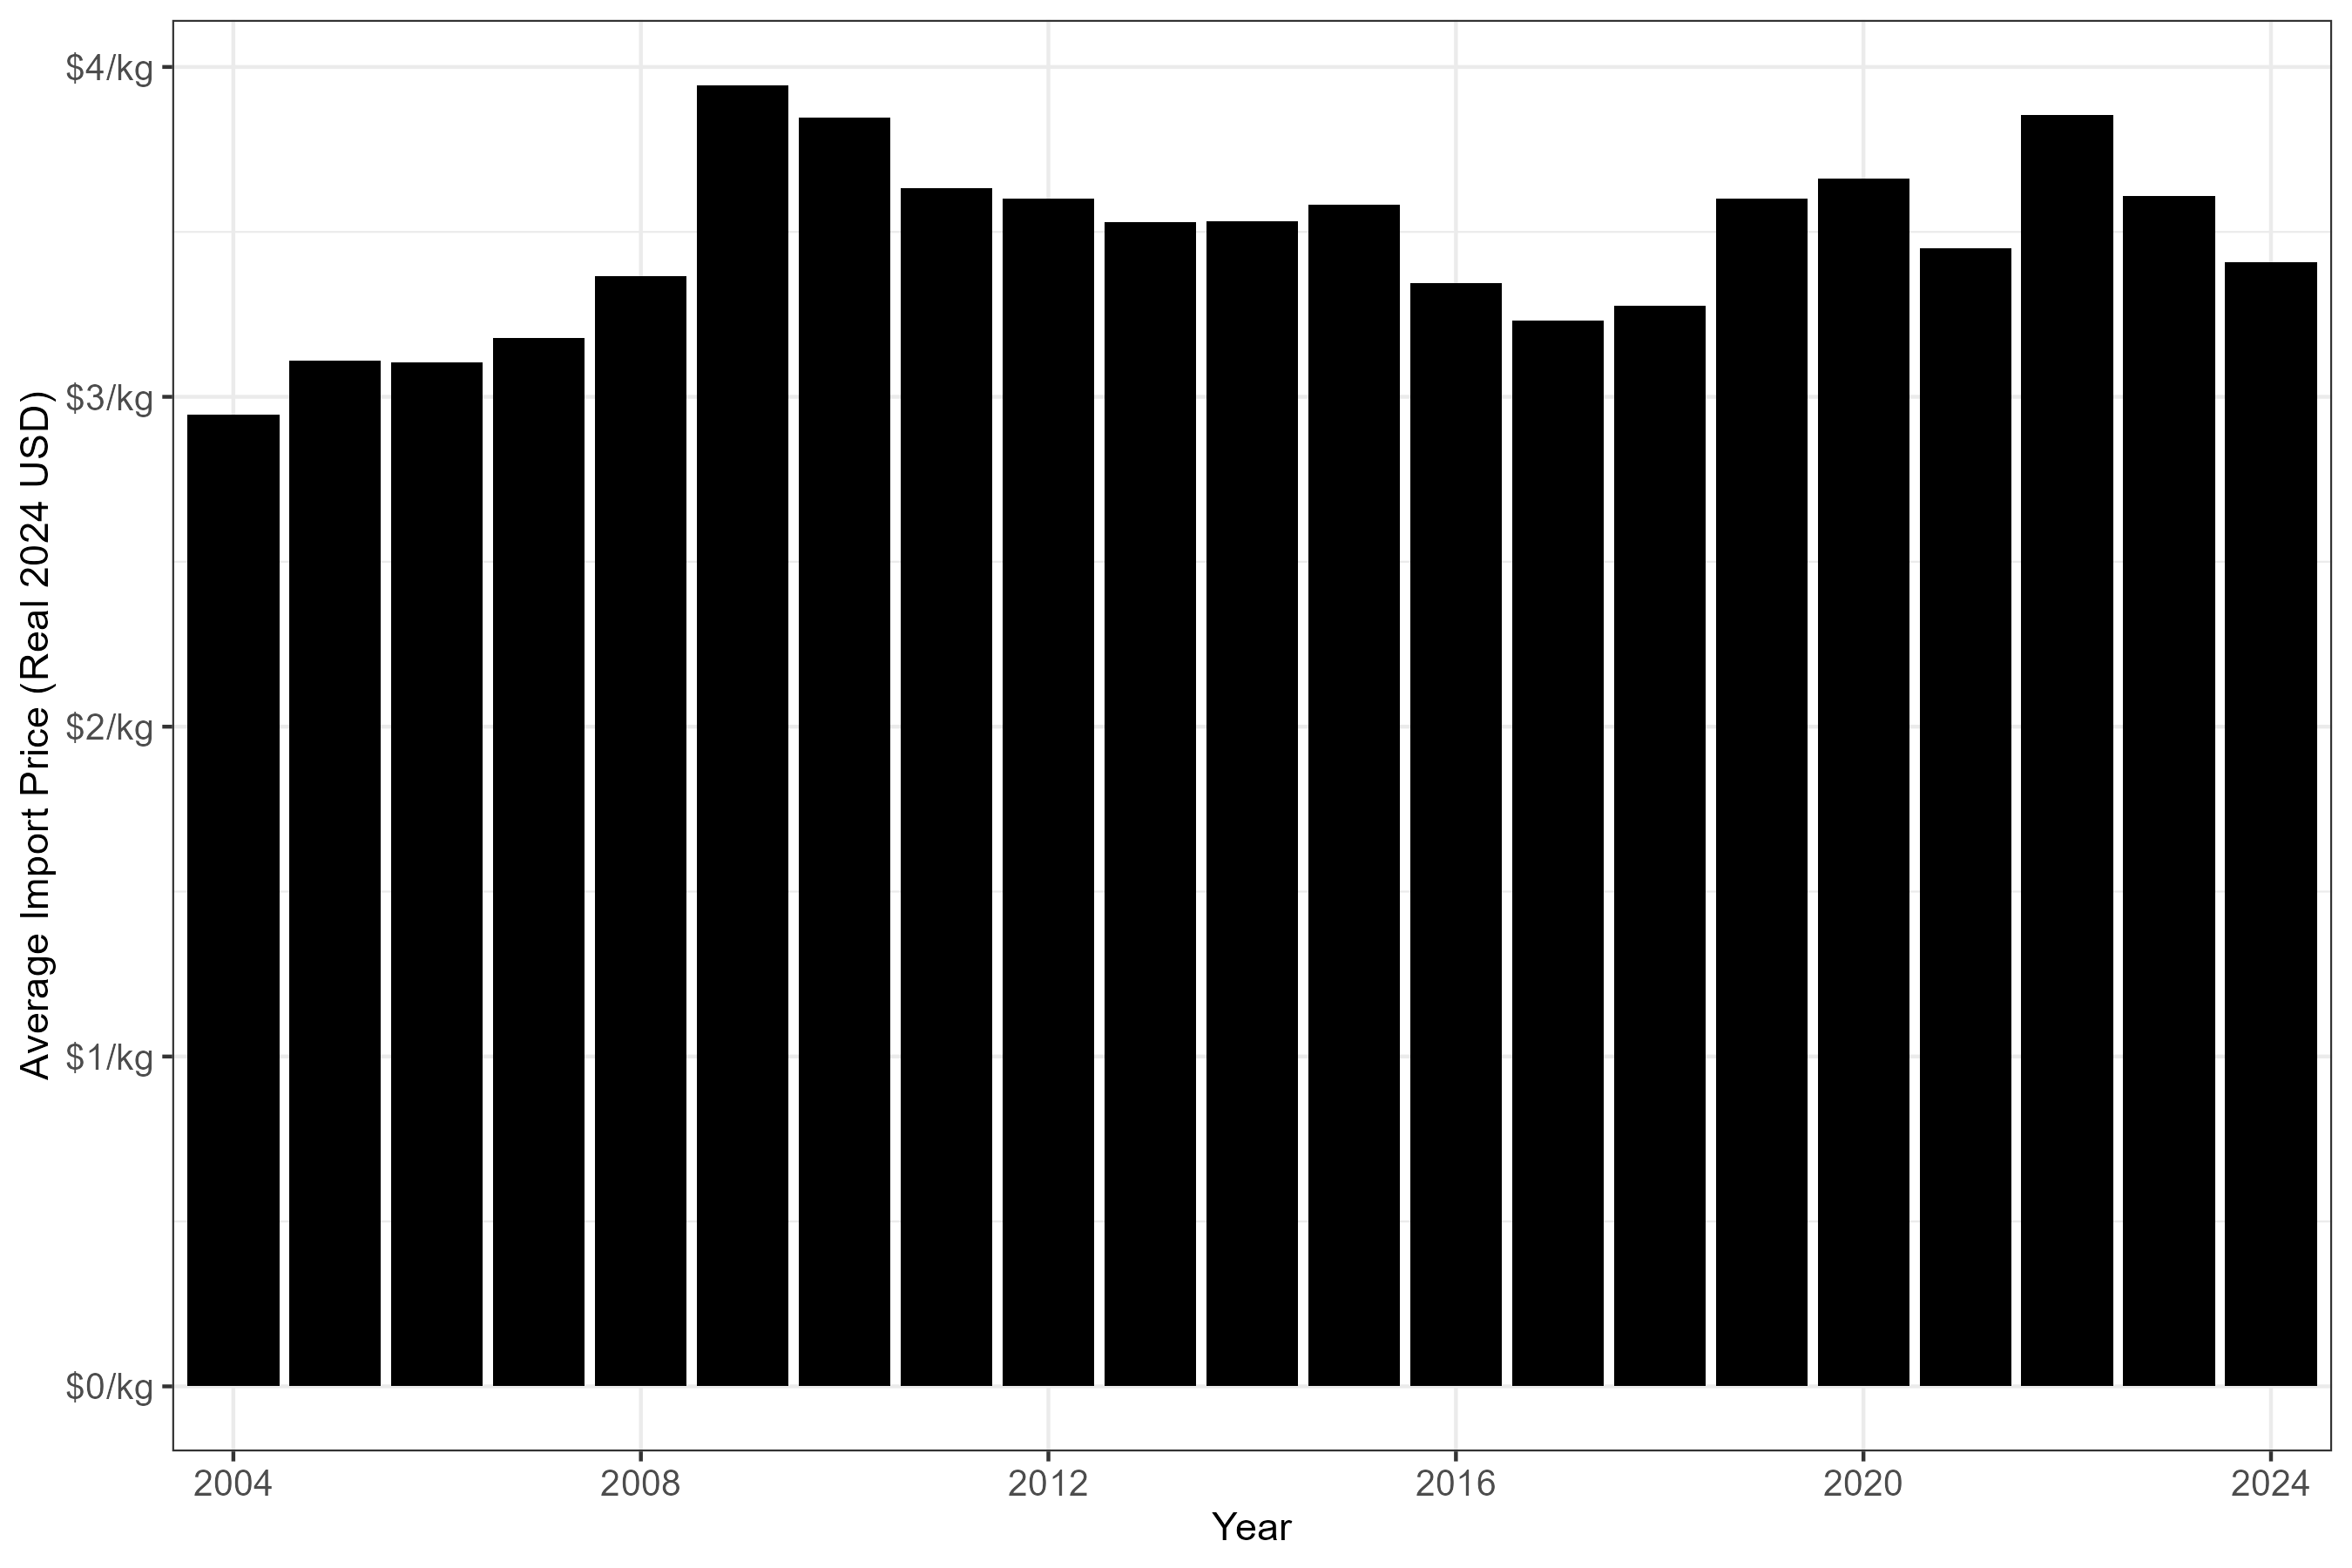 Average Import Price (Real 2024 USD)
$4/kg
$3/kg
$2/kg
$1/kg
$0/kg
2004 2008 2012 2016 2020 2024
Year